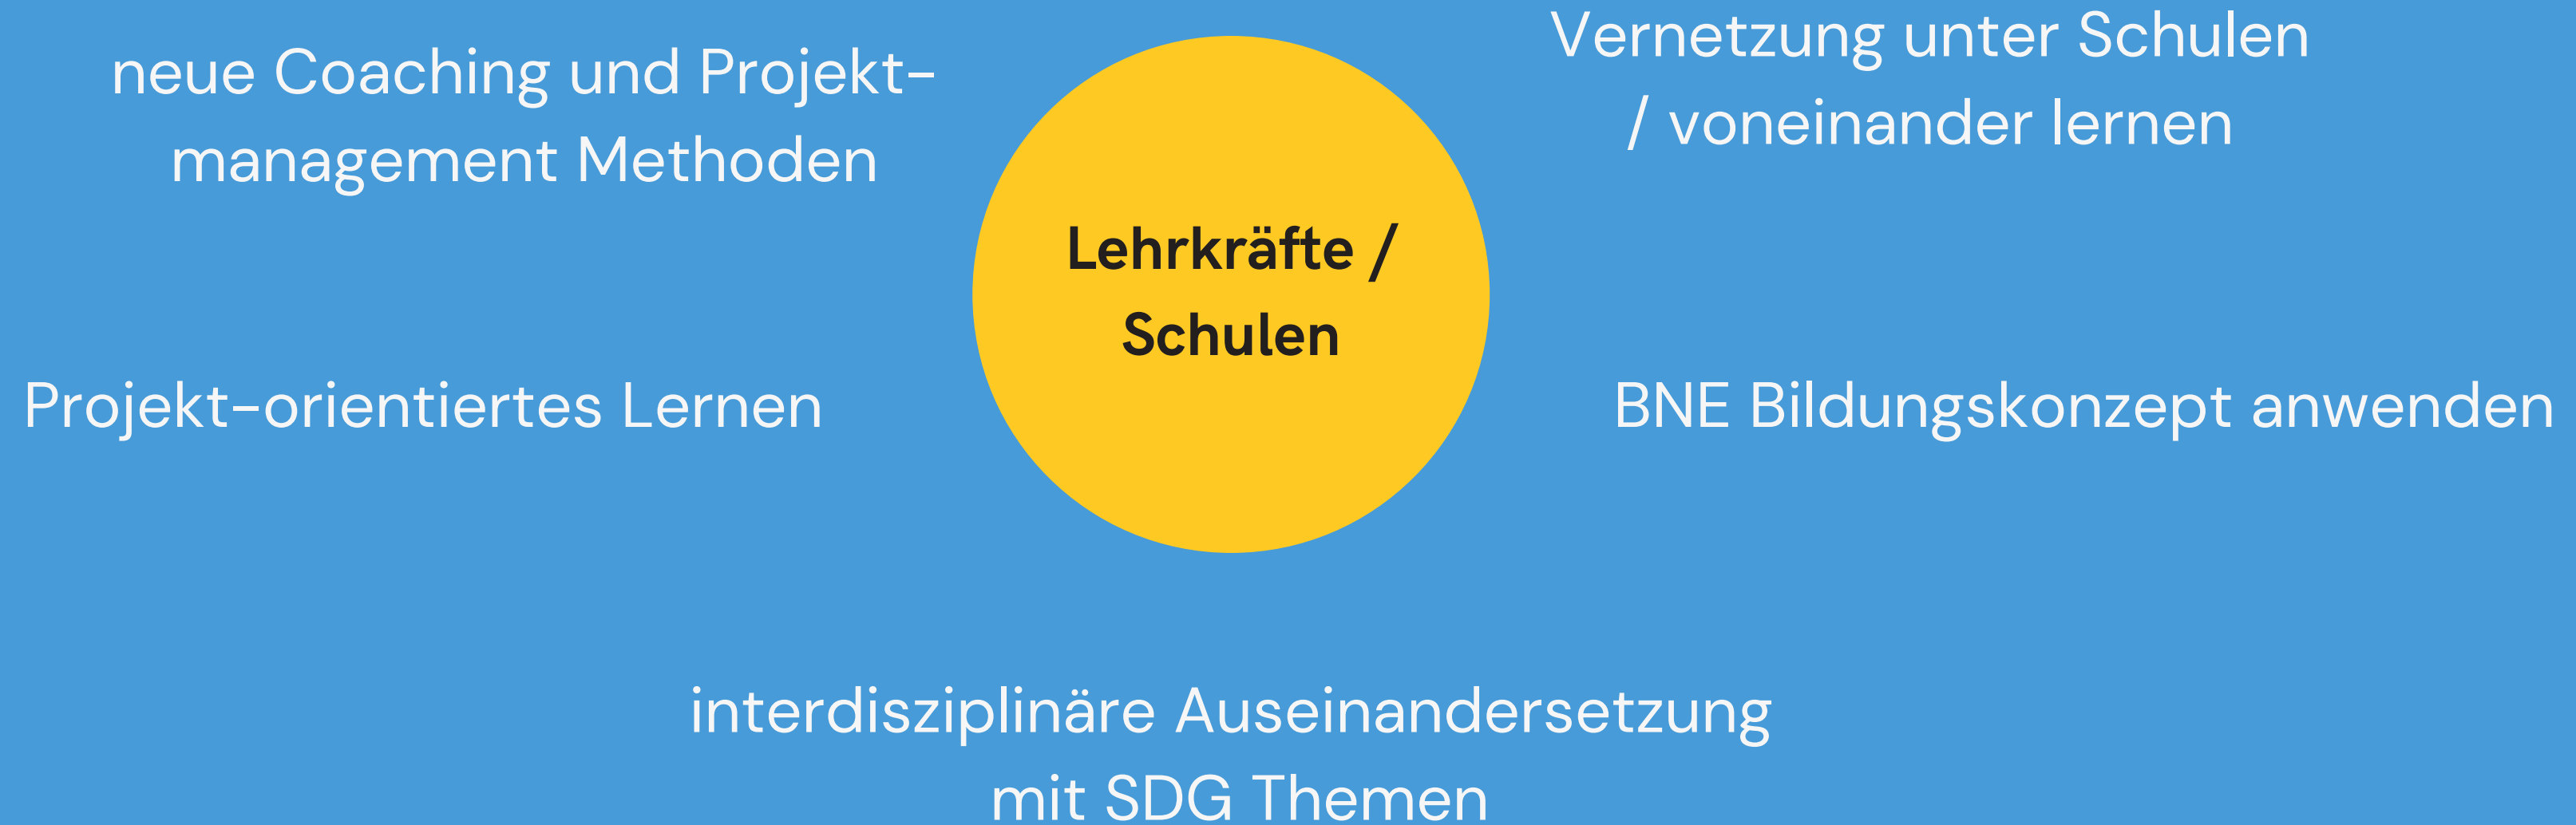 neue Coaching und Projekt-
management Methoden
Vernetzung unter Schulen
/ voneinander lernen
Lehrkräfte /
Schulen
Projekt-orientiertes Lernen
BNE Bildungskonzept anwenden
interdisziplinäre Auseinandersetzung
mit SDG Themen